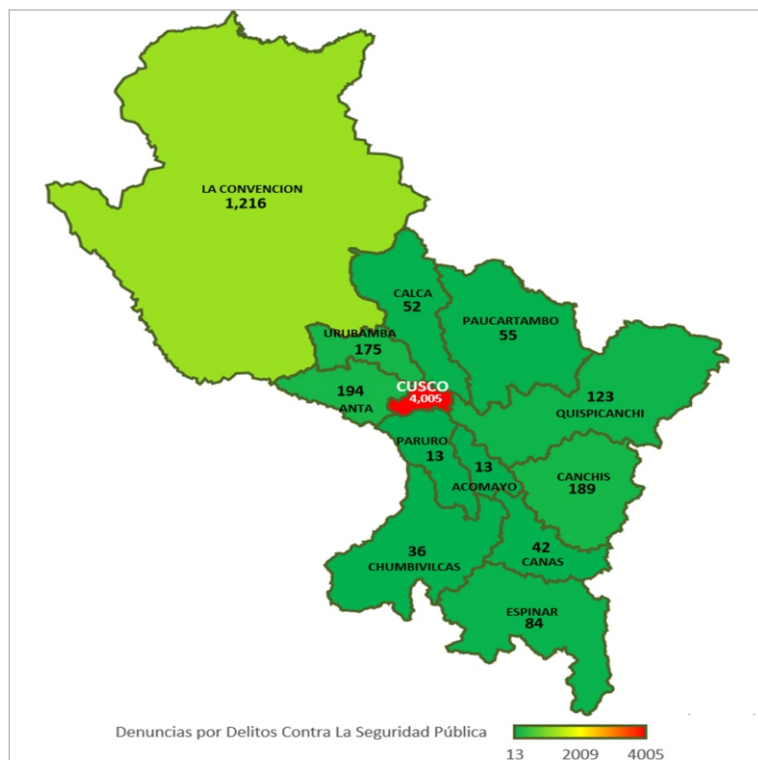 LA CONVENCION
1,216
CALCA
52
PAUCARTAMBO
55
URUBAMBA
175
194
ANTA
CUSCO
4,005
123
QUISPICANCHI
PARURO
13
13
ACOMAYO
CANCHIS
189
36
CHUMBIVILCAS
42
CANAS
ESPINAR
84
Denuncias por Delitos Contra La Seguridad Pública
13 2009 4005